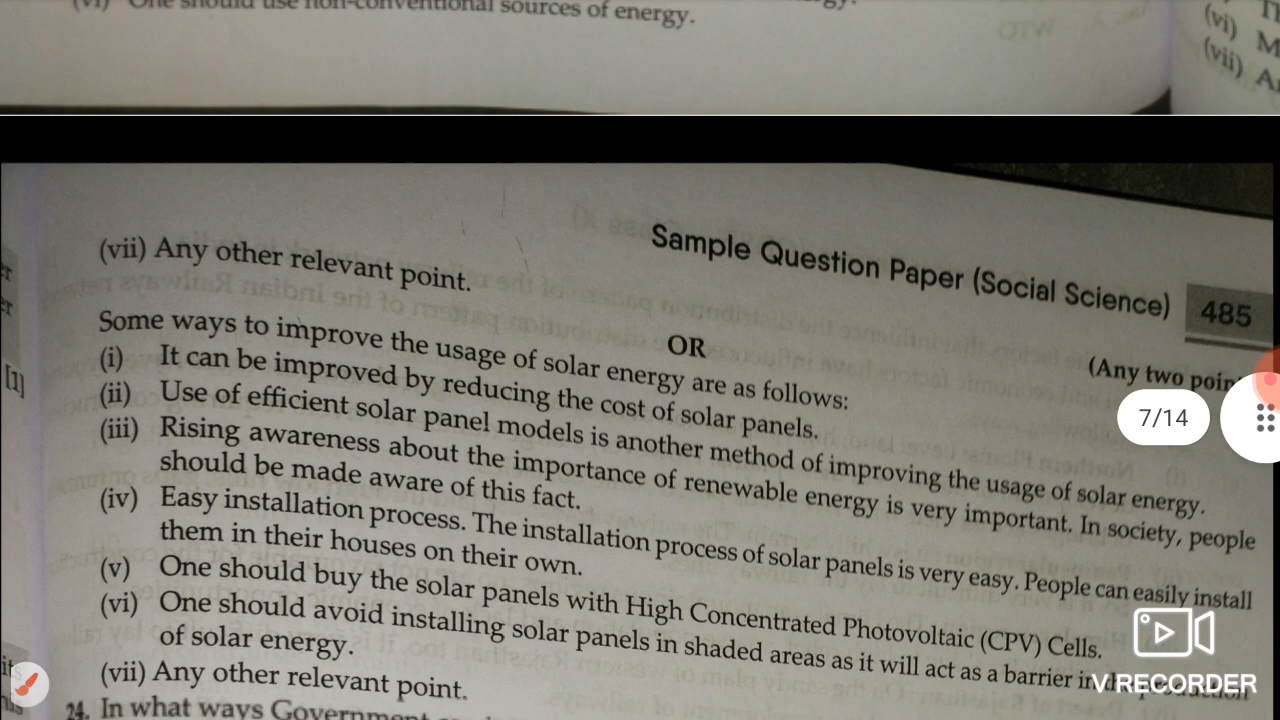 (vi) One should use non-conventional sources of energy.
(vi) M
(vii) A
Sample Question Paper (Social Science) 485
(vii) Any other relevant point.
(Any two poin
OR
Some ways to improve the usage of solar energy are as follows:
(i) It can be improved by reducing the cost of solar panels.
(ii) Use of efficient solar panel models is another method of improving the usage of solar energy.
(iii) Rising awareness about the importance of renewable energy is very important. In society, people
should be made aware of this fact.
(iv) Easy installation process. The installation process of solar panels is very easy. People can easily install
them in their houses on their own.
(v) One should buy the solar panels with High Concentrated Photovoltaic (CPV) Cells.
(vi) One should avoid installing solar panels in shaded areas as it will act as a barrier in
of solar energy.
(vii) Any other relevant point.
24. In what ways
[1]
7/14
VRECORDER